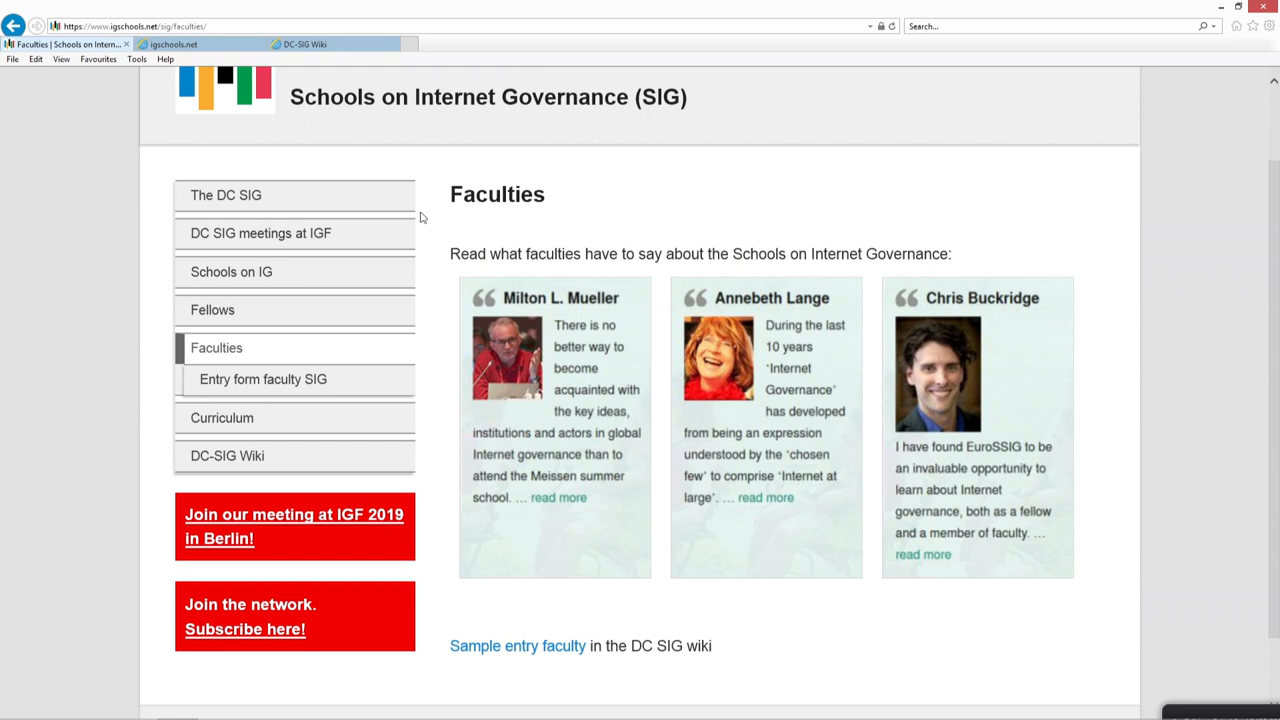 https://www.igschools.net/sig/faculties/
Search...
Faculties | Schools on Intern...
igschools.net
DC-SIG Wiki
File Edit View Favourites Tools Help
Schools on Internet Governance (SIG)
The DC SIG
DC SIG meetings at IGF
Schools on IG
Fellows
Faculties
Entry form faculty SIG
Curriculum
DC-SIG Wiki
Join our meeting at IGF 2019
in Berlin!
Join the network.
Subscribe here!
Faculties
Read what faculties have to say about the Schools on Internet Governance:
Milton L. Mueller
There is no
better way to
become
acquainted with
the key ideas,
institutions and actors in global
Internet governance than to
attend the Meissen summer
school. ... read more
Annebeth Lange
During the last
10 years
'Internet
Governance'
has developed
from being an expression
understood by the 'chosen
few' to comprise 'Internet at
large'. ... read more
Chris Buckridge
I have found EuroSSIG to be
an invaluable opportunity to
learn about Internet
governance, both as a fellow
and a member of faculty. ...
read more
Sample entry faculty in the DC SIG wiki